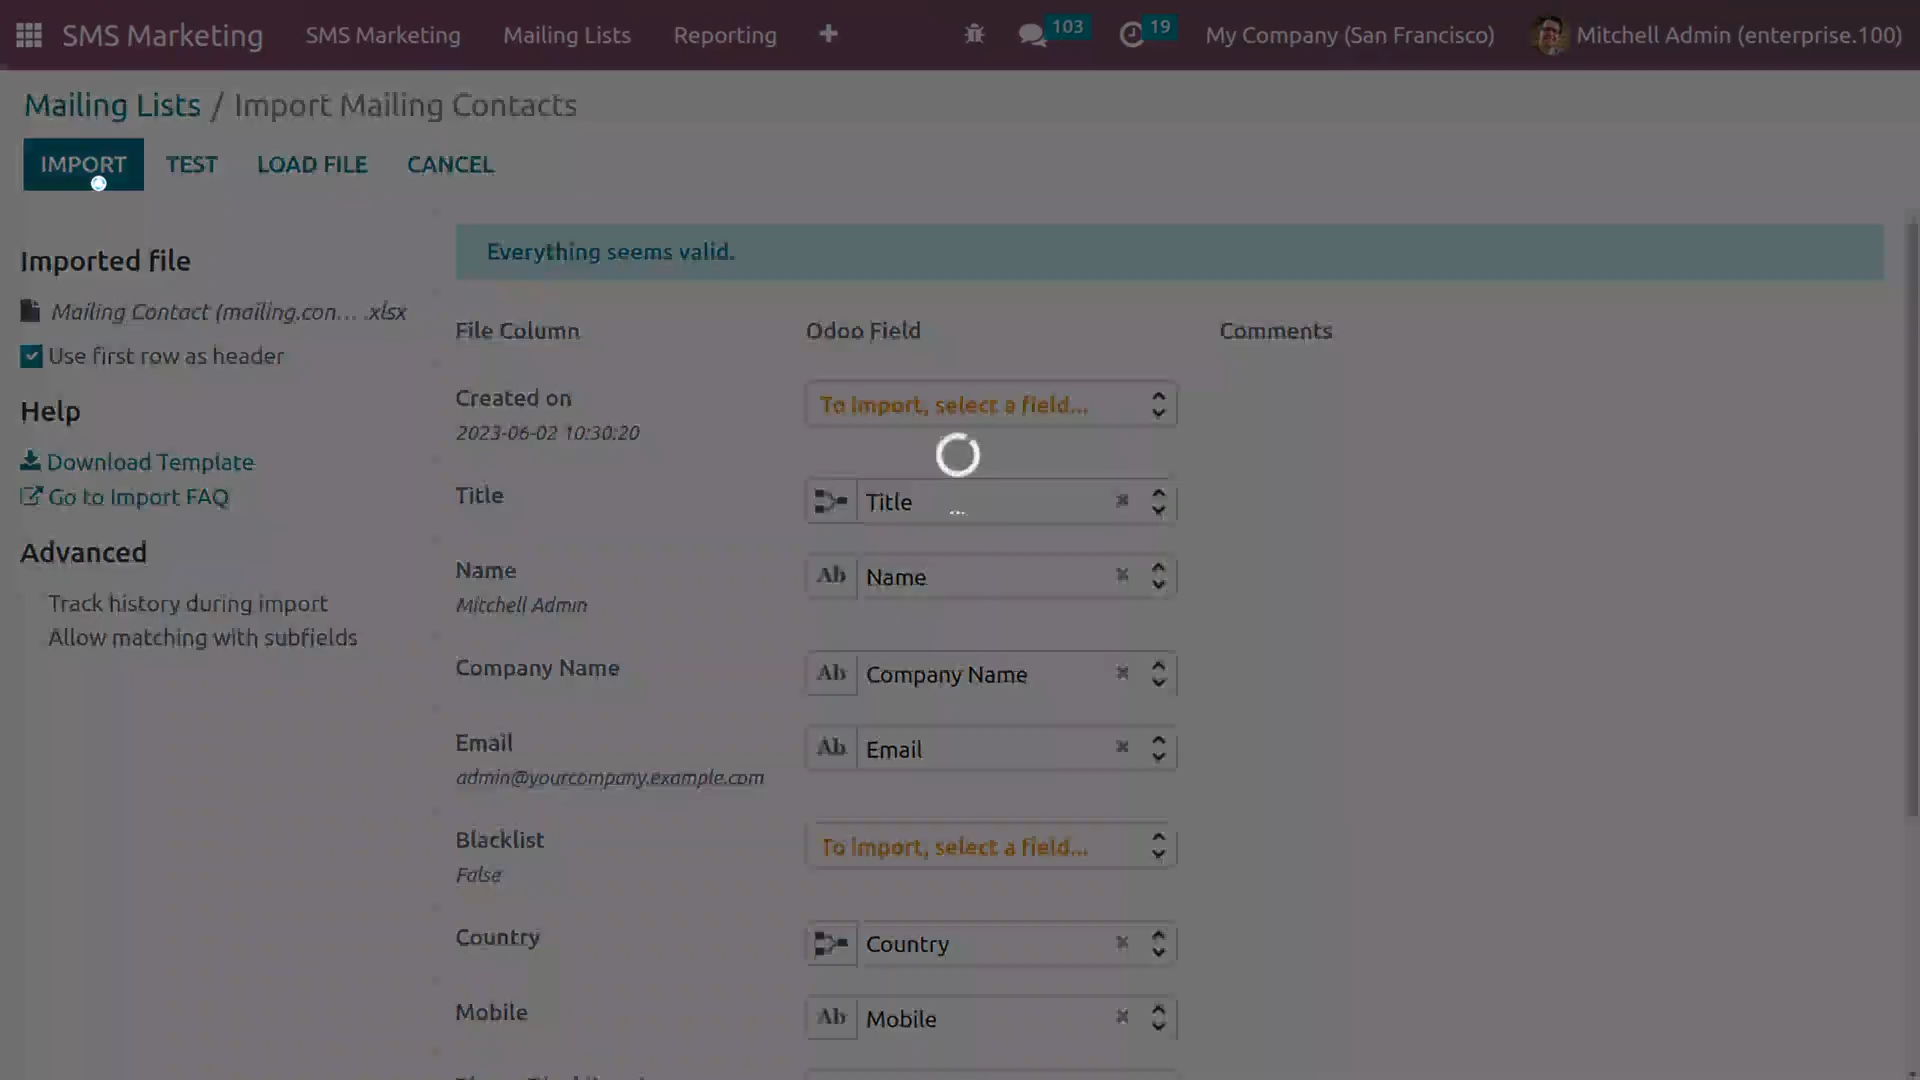 SMS Marketing SMS Marketing Mailing Lists Reporting 103 19 My Company (San Francisco) Mitchell Admin (enterprise.100)
Mailing Lists / Import Mailing Contacts
IMPORT TEST LOAD FILE CANCEL
Everything seems valid.
Imported file
Mailing Contact (mailing.con... .xlsx
Use first row as header
Help
Download Template
Go to Import FAQ
Advanced
Track history during import
Allow matching with subfields
File Column Odoo Field Comments
Created on To import, select a field...
2023-06-02 10:30:20
Title Title
...
Name Ab Name
Mitchell Admin
Company Name Ab Company Name
Email Ab Email
admin@yourcompany.example.com
Blacklist To import, select a field...
False
Country Country
Mobile Ab Mobile